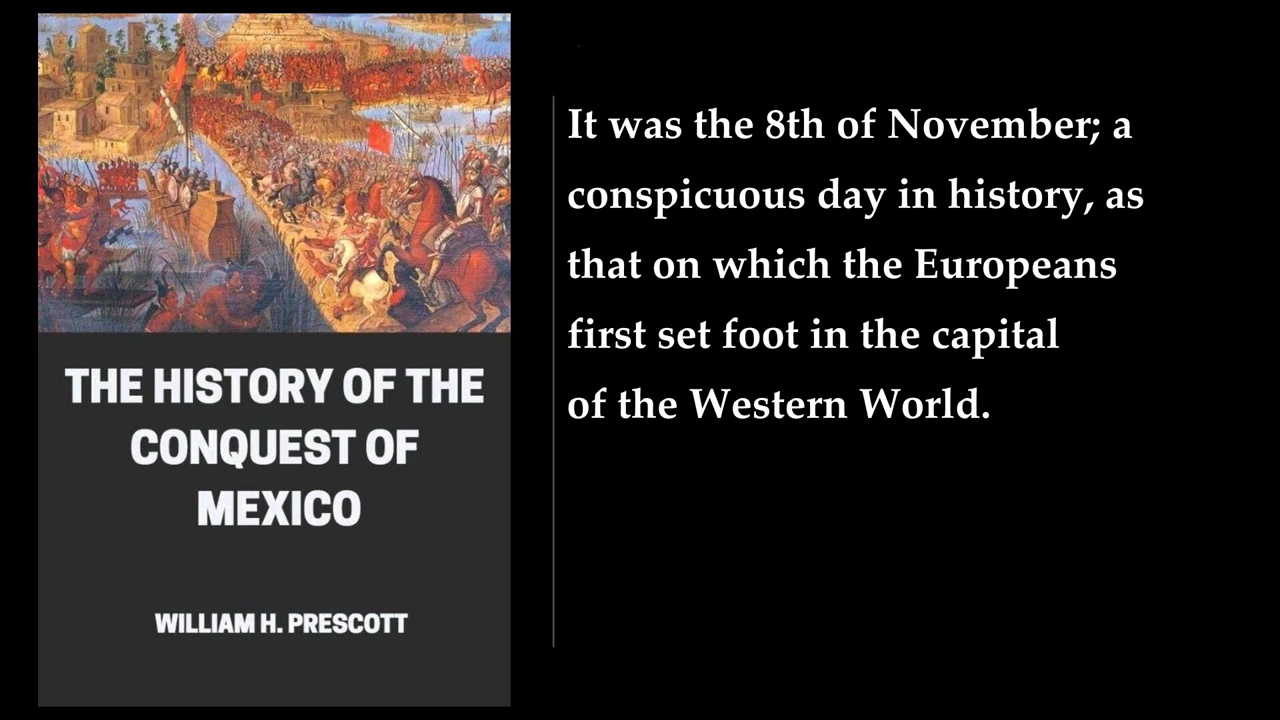 THE HISTORY OF THE
CONQUEST OF
MEXICO
WILLIAM H. PRESCOTT
It was the 8th of November; a
conspicuous day in history, as
that on which the Europeans
first set foot in the capital
of the Western World.